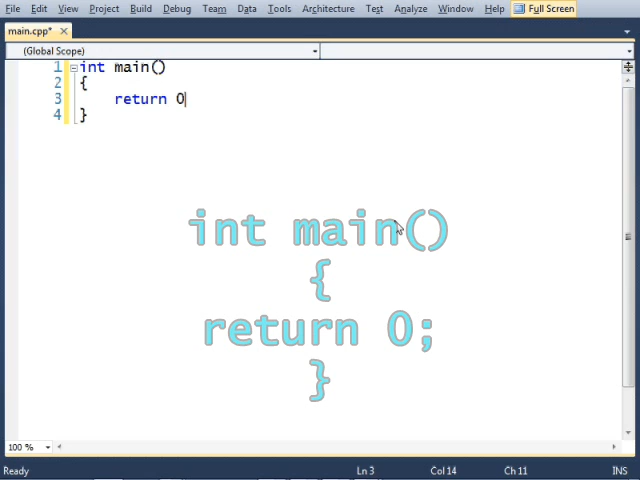 File Edit View Project Build Debug Team Data Tools Architecture Test Analyze Window Help Full Screen
main.cpp*
(Global Scope)
1 int main()
2 {
3 return 0
4 }
int main()
{
return 0;
}
100 %
Ready Ln 3 Col 14 Ch 11 INS